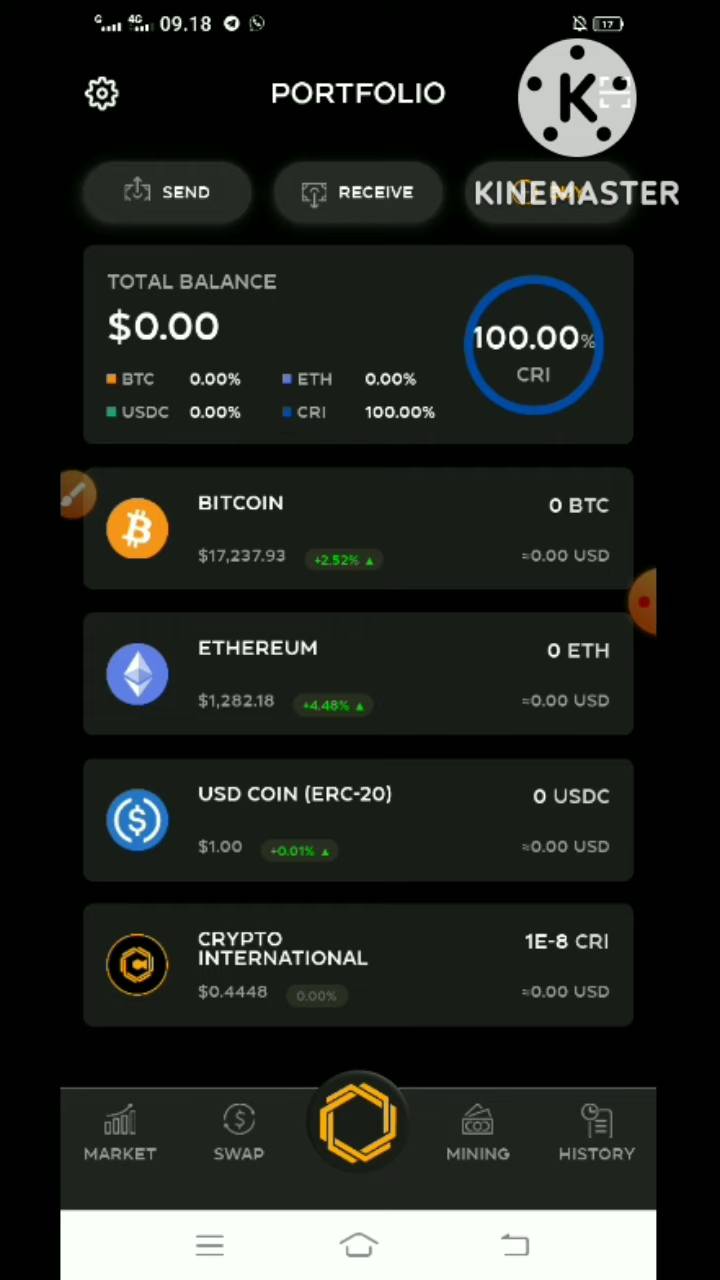 G 4G 09.18 17
PORTFOLIO
K
SEND RECEIVE
KINEMASTER
TOTAL BALANCE
$0.00
100.00%
CRI
BTC 0.00% ETH 0.00%
USDC 0.00% CRI 100.00%
BITCOIN 0 BTC
$17,237.93 +2.52% ▲ ≈0.00 USD
ETHEREUM 0 ETH
$1,282.18 +4.48% ▲ ≈0.00 USD
USD COIN (ERC-20) 0 USDC
$1.00 +0.01% ▲ ≈0.00 USD
CRYPTO
INTERNATIONAL 1E-8 CRI
$0.4448 0.00% ≈0.00 USD
MARKET SWAP MINING HISTORY